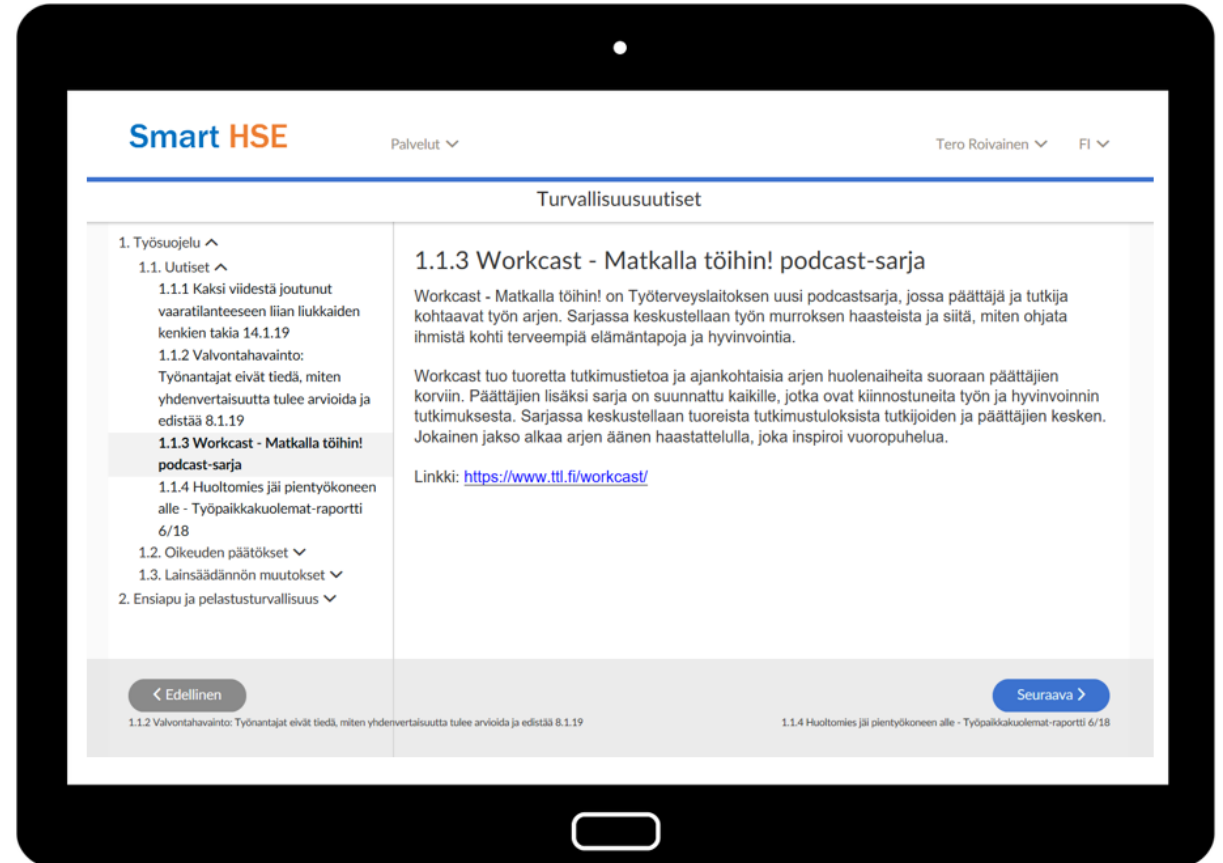 Smart HSE
Palvelut
Tero Roivainen
FI
Turvallisuusuutiset
1. Työsuojelu
1.1. Uutiset
1.1.1 Kaksi viidestä joutunut
vaaratilanteeseen liian liukkaiden
kenkien takia 14.1.19
1.1.2 Valvontahavainto:
Työnantajat eivät tiedä, miten
yhdenvertaisuutta tulee arvioida ja
edistää 8.1.19
1.1.3 Workcast - Matkalla töihin!
podcast-sarja
1.1.4 Huoltomies jäi pientyökoneen
alle - Työpaikkakuolemat-raportti
6/18
1.2. Oikeuden päätökset
1.3. Lainsäädännön muutokset
2. Ensiapu ja pelastusturvallisuus
1.1.3 Workcast - Matkalla töihin! podcast-sarja
Workcast - Matkalla töihin! on Työterveyslaitoksen uusi podcastsarja, jossa päättäjä ja tutkija
kohtaavat työn arjen. Sarjassa keskustellaan työn murroksen haasteista ja siitä, miten ohjata
ihmistä kohti terveempiä elämäntapoja ja hyvinvointia.
Workcast tuo tuoretta tutkimustietoa ja ajankohtaisia arjen huolenaiheita suoraan päättäjien
korviin. Päättäjien lisäksi sarja on suunnattu kaikille, jotka ovat kiinnostuneita työn ja hyvinvoinnin
tutkimuksesta. Sarjassa keskustellaan tuoreista tutkimustuloksista tutkijoiden ja päättäjien kesken.
Jokainen jakso alkaa arjen äänen haastattelulla, joka inspiroi vuoropuhelua.
Linkki: https://www.ttl.fi/workcast/
Edellinen
1.1.2 Valvontahavainto: Työnantajat eivät tiedä, miten yhdenvertaisuutta tulee arvioida ja edistää 8.1.19
Seuraava
1.1.4 Huoltomies jäi pientyökoneen alle - Työpaikkakuolemat-raportti 6/18